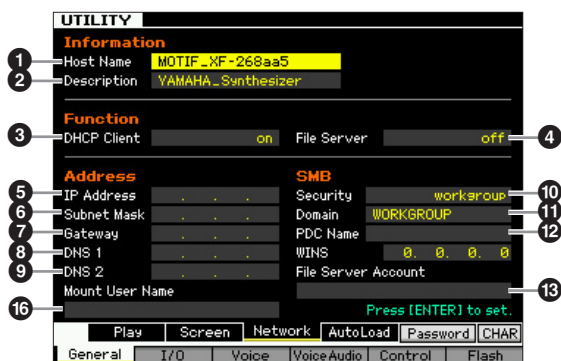 UTILITY
Information
1 Host Name MOTIF_XF-268aa5
2 Description YAMAHA_Synthesizer
Function
3 DHCP Client on File Server off 4
Address SMB
5 IP Address . . . Security workgroup 10
6 Subnet Mask . . . Domain WORKGROUP 11
7 Gateway . . . PDC Name 12
8 DNS 1 . . . WINS 0. 0. 0. 0
9 DNS 2 . . . File Server Account
Mount User Name 13
16 Press [ENTER] to set.
Play Screen Network AutoLoad Password CHAR
General I/O Voice VoiceAudio Control Flash